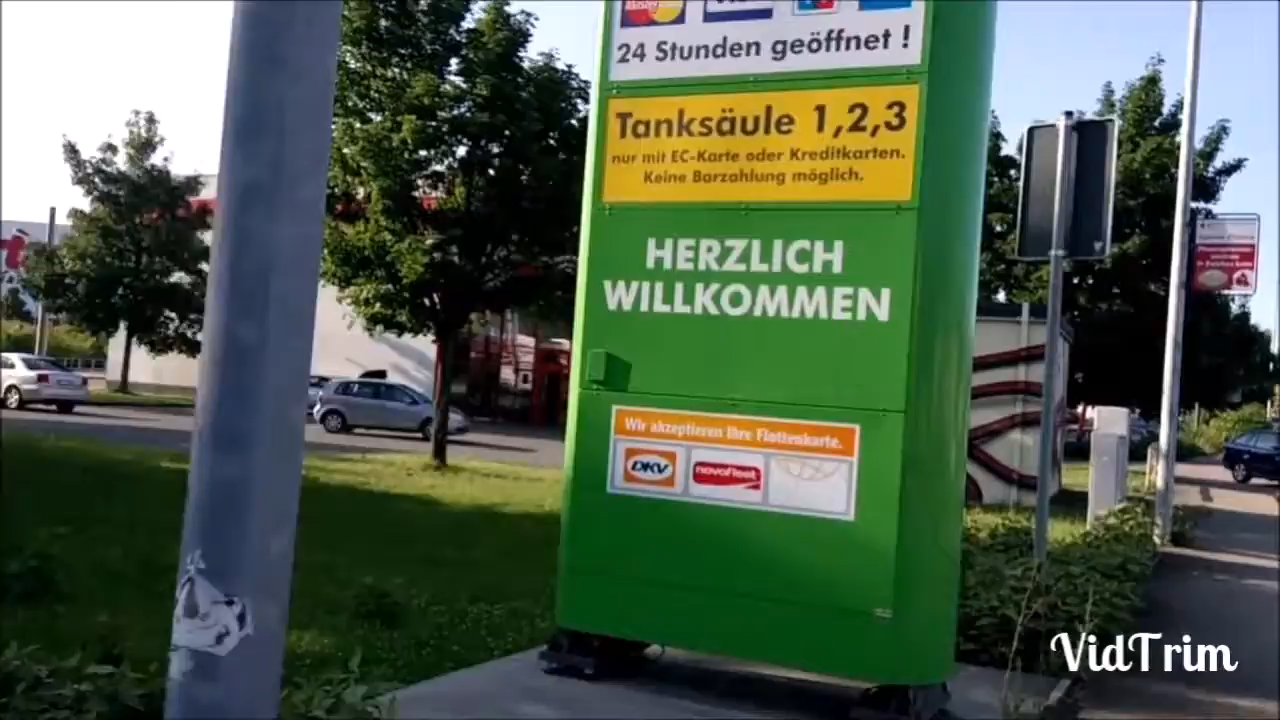 24 Stunden geöffnet !
Tanksäule 1,2,3
nur mit EC-Karte oder Kreditkarten.
Keine Barzahlung möglich.
HERZLICH
WILLKOMMEN
Wir akzeptieren Ihre Flottenkarte.
DKV
novofleet
VidTrim